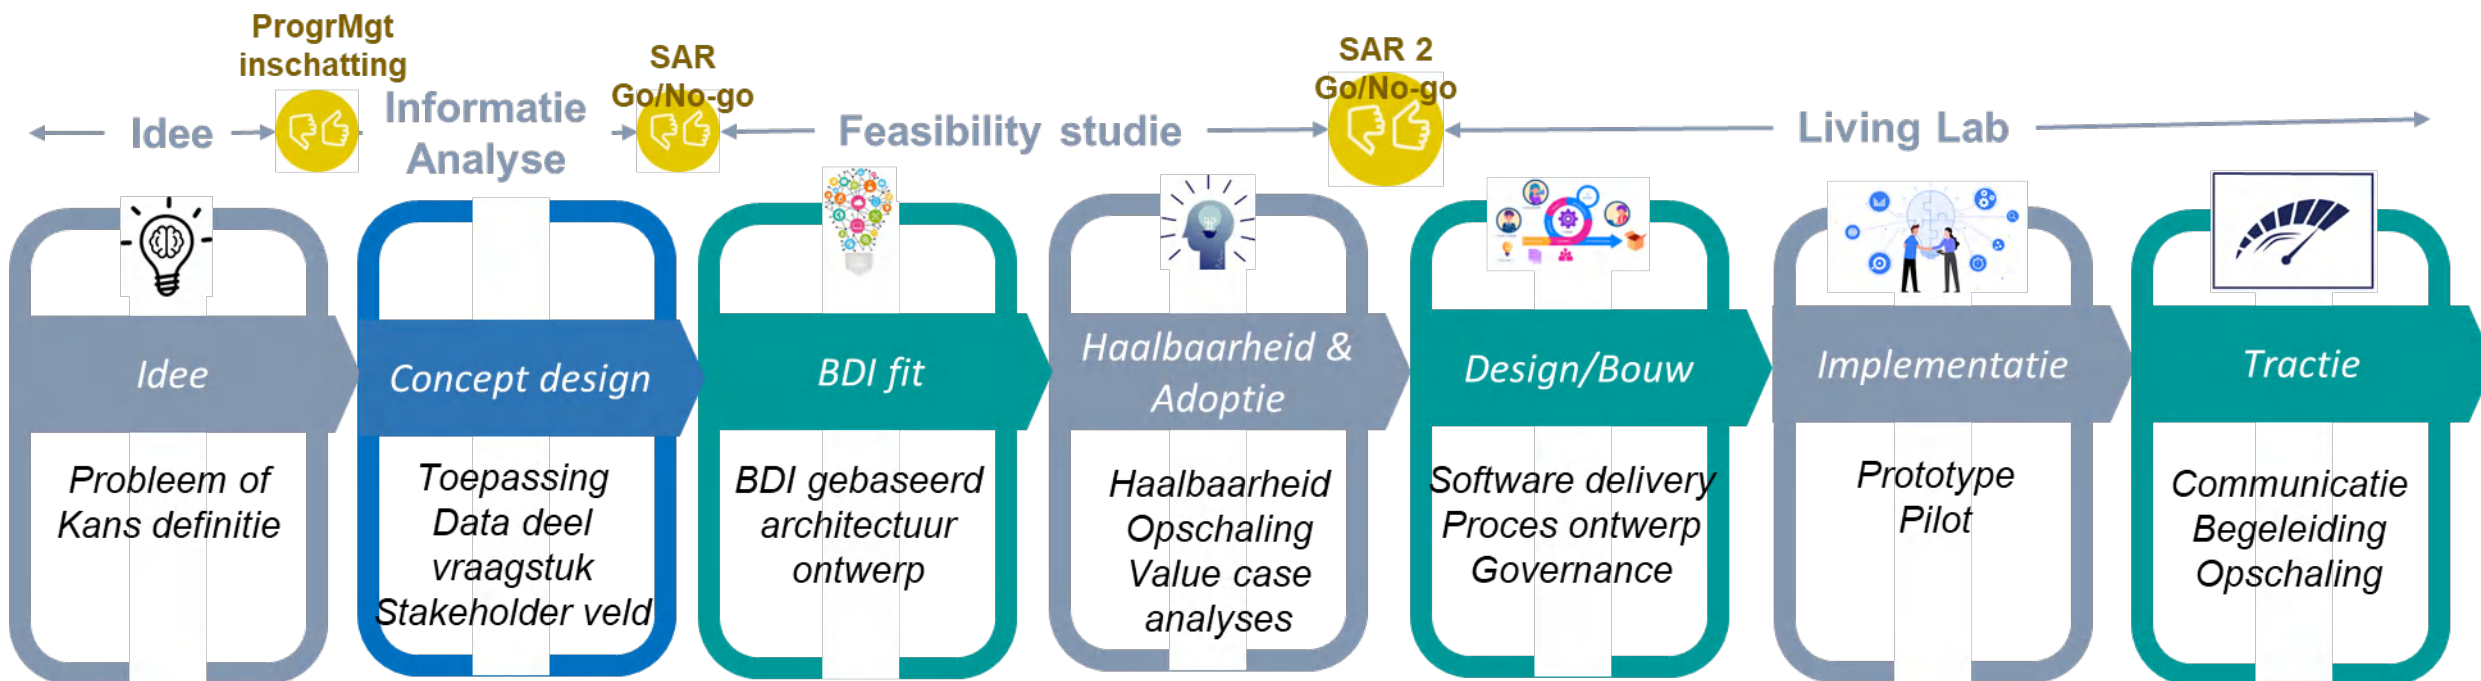 ProgrMgt
inschatting
SAR
Go/No-go
SAR 2
Go/No-go
Idee
Informatie
Analyse
Feasibility studie
Living Lab
Idee
Probleem of
Kans definitie
Concept design
Toepassing
Data deel
vraagstuk
Stakeholder veld
BDI fit
BDI gebaseerd
architectuur
ontwerp
Haalbaarheid &
Adoptie
Haalbaarheid
Opschaling
Value case
analyses
Design/Bouw
Software delivery
Proces ontwerp
Governance
Implementatie
Prototype
Pilot
Tractie
Communicatie
Begeleiding
Opschaling